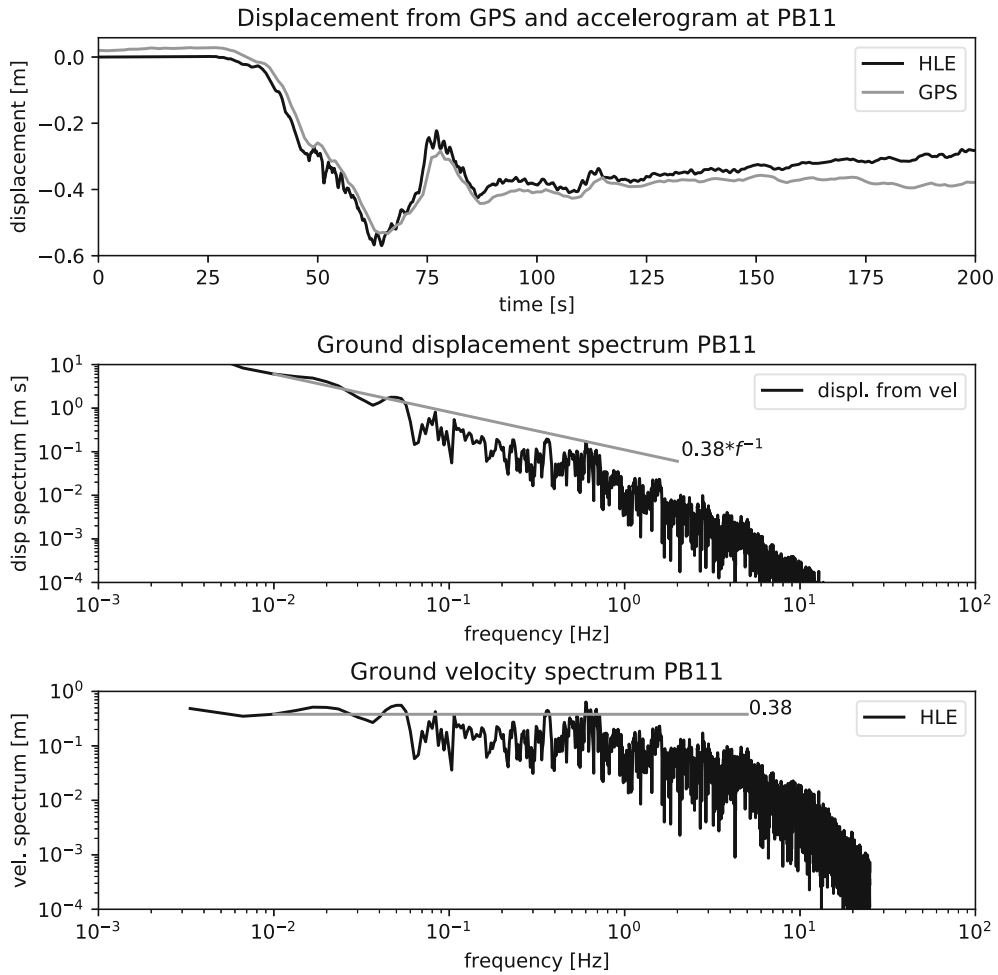 Displacement from GPS and accelerogram at PB11
displacement [m]
0.0
−0.2
−0.4
−0.6
HLE
GPS
0 25 50 75 100 125 150 175 200
time [s]
Ground displacement spectrum PB11
disp spectrum [m s]
10^1
10^0
10^−1
10^−2
10^−3
10^−4
displ. from vel
0.38*f^−1
10^−3 10^−2 10^−1 10^0 10^1 10^2
frequency [Hz]
Ground velocity spectrum PB11
vel. spectrum [m]
10^0
10^−1
10^−2
10^−3
10^−4
0.38
HLE
10^−3 10^−2 10^−1 10^0 10^1 10^2
frequency [Hz]